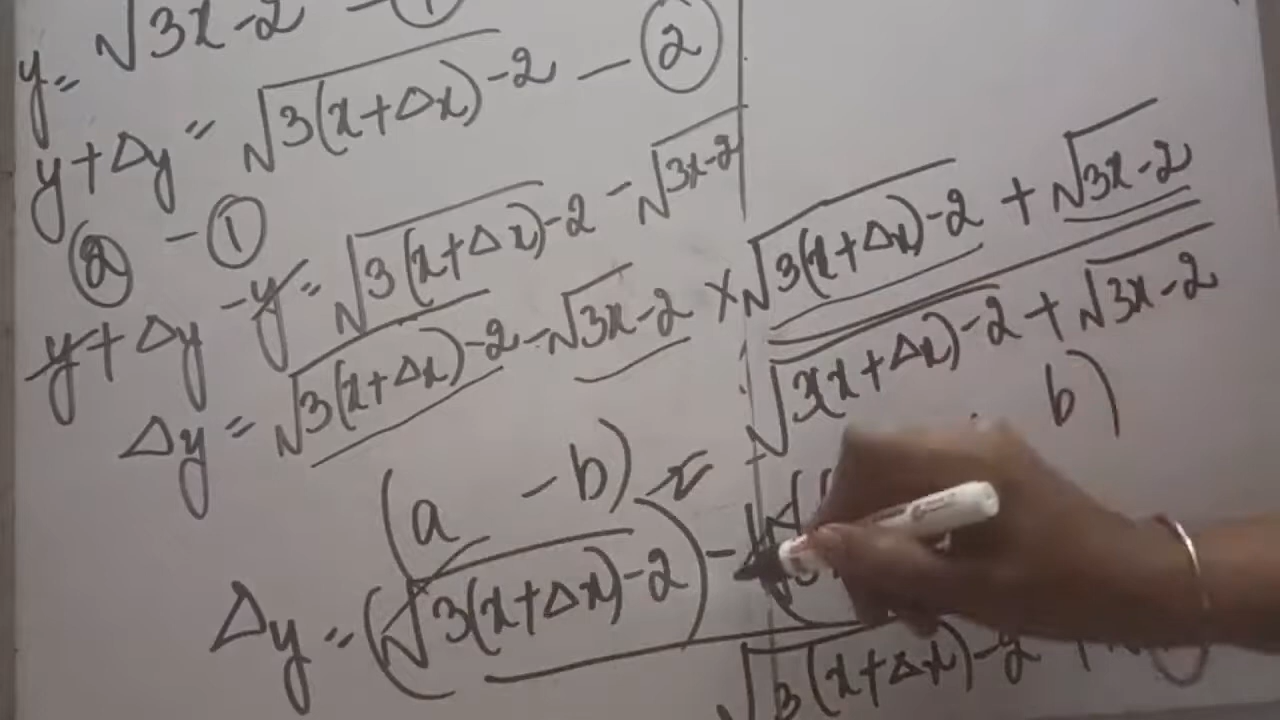 y = √3x-2 — ①
y+Δy = √3(x+Δx)-2 — ②
② - ①
y+Δy -y = √3(x+Δx)-2 - √3x-2
Δy = √3(x+Δx)-2 - √3x-2 × √3(x+Δx)-2 + √3x-2
√3(x+Δx)-2 + √3x-2
(a - b) b)
Δy = (√3(x+Δx)-2) - (√3
√3(x+Δx)-2 +